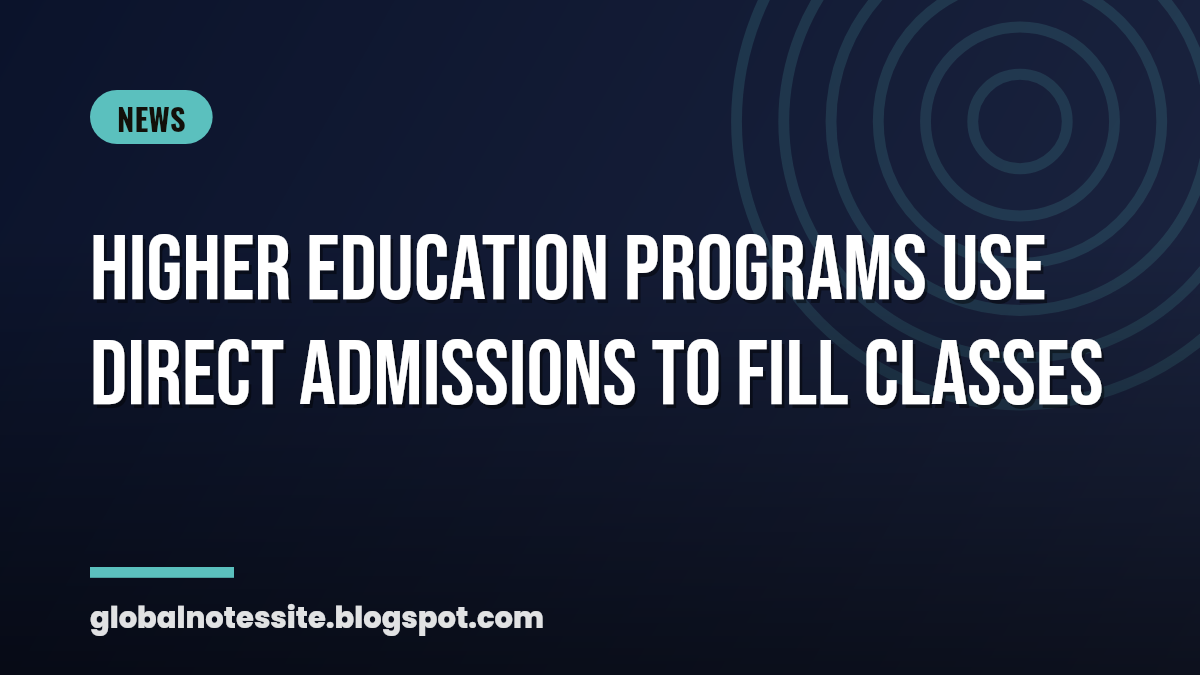 NEWS
HIGHER EDUCATION PROGRAMS USE
DIRECT ADMISSIONS TO FILL CLASSES
globalnotessite.blogspot.com